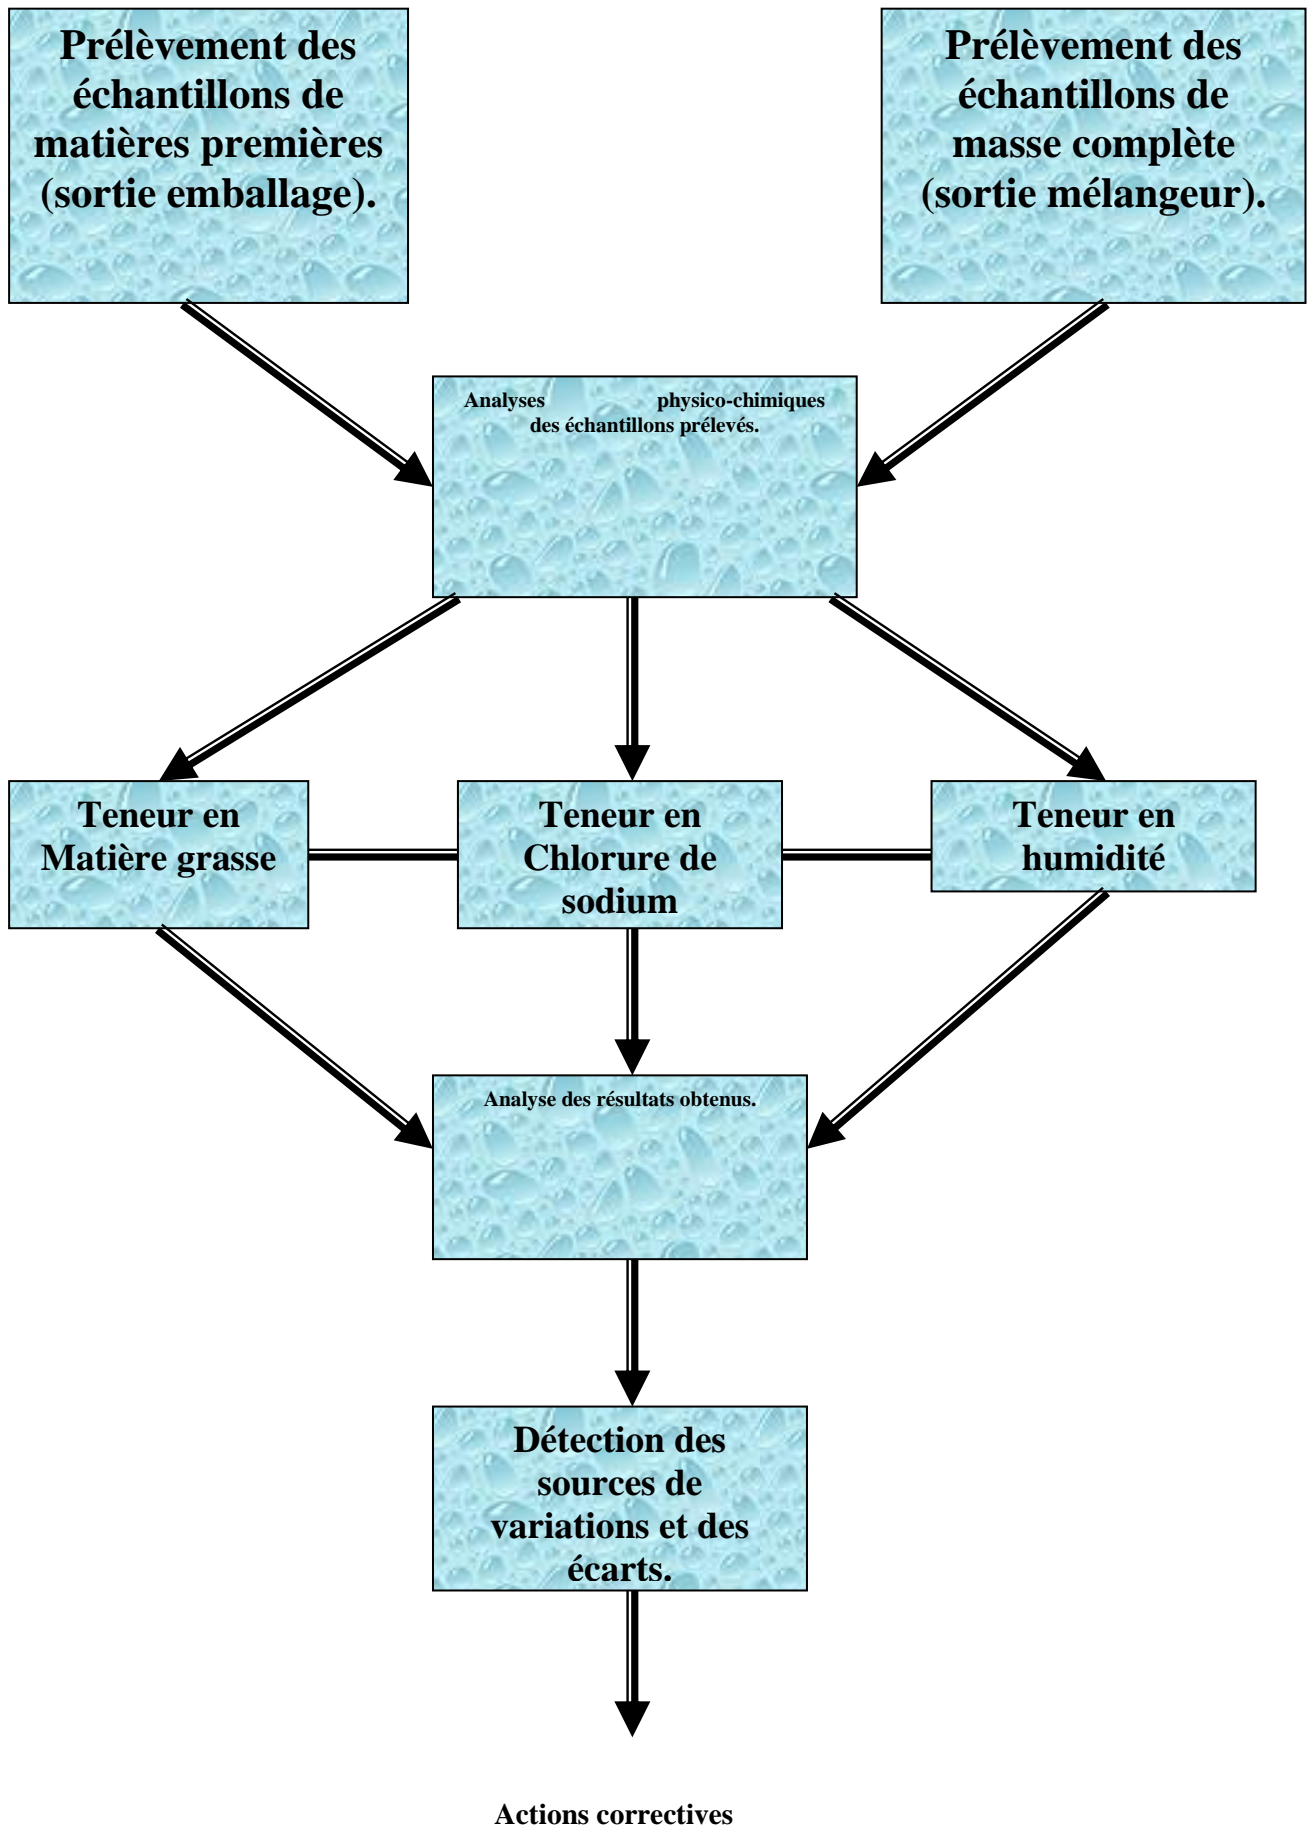 Prélèvement des
échantillons de
matières premières
(sortie emballage).
Prélèvement des
échantillons de
masse complète
(sortie mélangeur).
Analyses physico-chimiques
des échantillons prélevés.
Teneur en
Matière grasse
Teneur en
Chlorure de
sodium
Teneur en
humidité
Analyse des résultats obtenus.
Détection des
sources de
variations et des
écarts.
Actions correctives